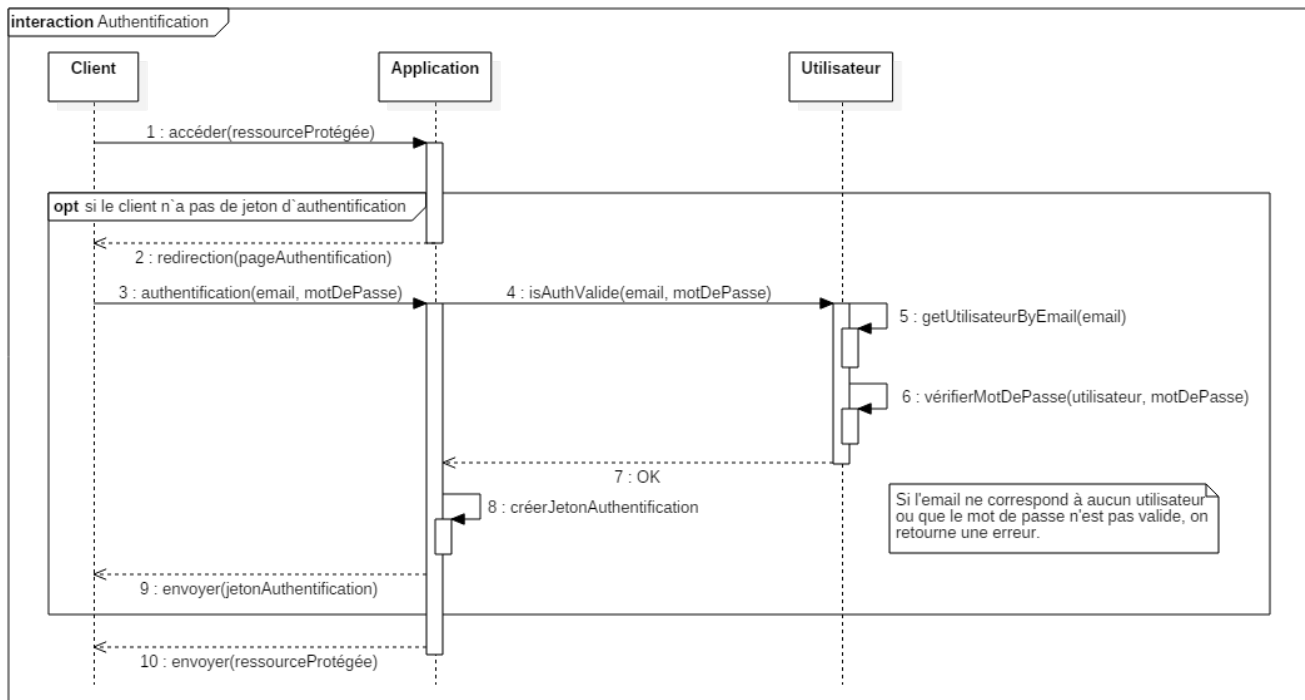 interaction Authentification
Client
Application
Utilisateur
1 : accéder(ressourceProtégée)
opt si le client n`a pas de jeton d`authentification
2 : redirection(pageAuthentification)
3 : authentification(email, motDePasse)
4 : isAuthValide(email, motDePasse)
5 : getUtilisateurByEmail(email)
6 : vérifierMotDePasse(utilisateur, motDePasse)
7 : OK
8 : créerJetonAuthentification
Si l'email ne correspond à aucun utilisateur
ou que le mot de passe n'est pas valide, on
retourne une erreur.
9 : envoyer(jetonAuthentification)
10 : envoyer(ressourceProtégée)